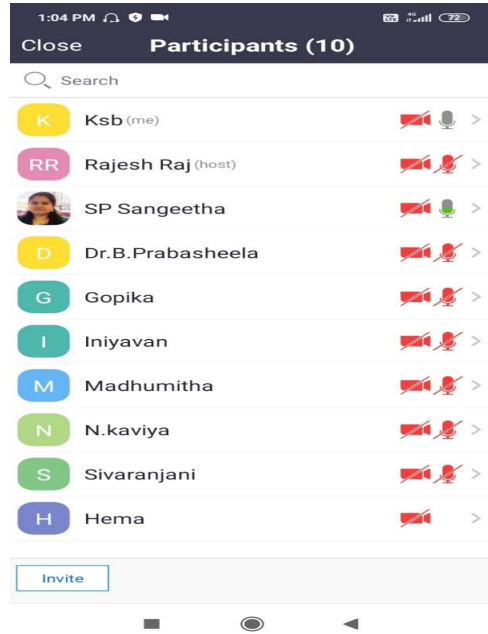 1:04 PM 4G 72
Close Participants (10)
Search
K Ksb (me)
RR Rajesh Raj (host)
SP Sangeetha
D Dr.B.Prabasheela
G Gopika
I Iniyavan
M Madhumitha
N N.kaviya
S Sivaranjani
H Hema
Invite